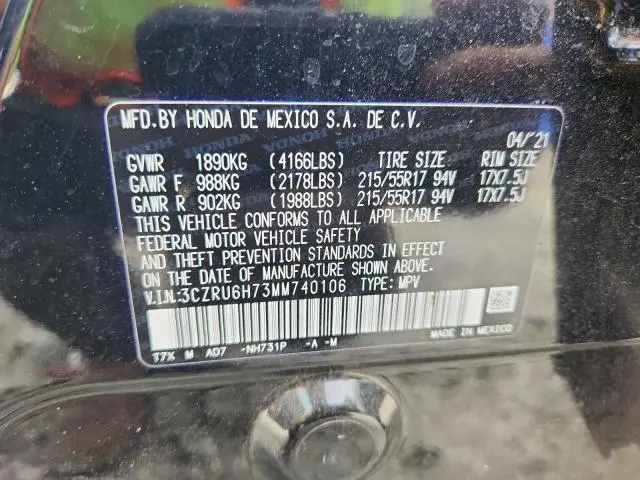 MFD.BY HONDA DE MEXICO S.A. DE C.V.
04/'21
GVWR 1890KG (4166LBS) TIRE SIZE RIM SIZE
GAWR F 988KG (2178LBS) 215/55R17 94V 17X7.5J
GAWR R 902KG (1988LBS) 215/55R17 94V 17X7.5J
THIS VEHICLE CONFORMS TO ALL APPLICABLE
FEDERAL MOTOR VEHICLE SAFETY
AND THEFT PREVENTION STANDARDS IN EFFECT
ON THE DATE OF MANUFACTURE SHOWN ABOVE.
V.I.N.:3CZRU6H73MM740106 TYPE: MPV
T7X M AD7 -NH731P -A -M
MADE IN MEXICO